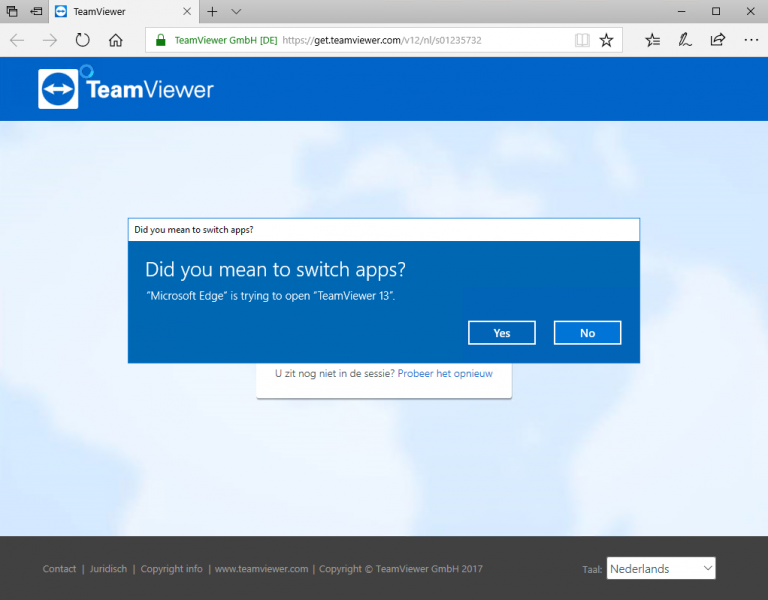 TeamViewer
TeamViewer GmbH [DE] https://get.teamviewer.com/v12/nl/s01235732
TeamViewer
Did you mean to switch apps?
Did you mean to switch apps?
"Microsoft Edge" is trying to open "TeamViewer 13".
Yes No
U zit nog niet in de sessie? Probeer het opnieuw
Contact | Juridisch | Copyright info | www.teamviewer.com | Copyright © TeamViewer GmbH 2017
Taal: Nederlands